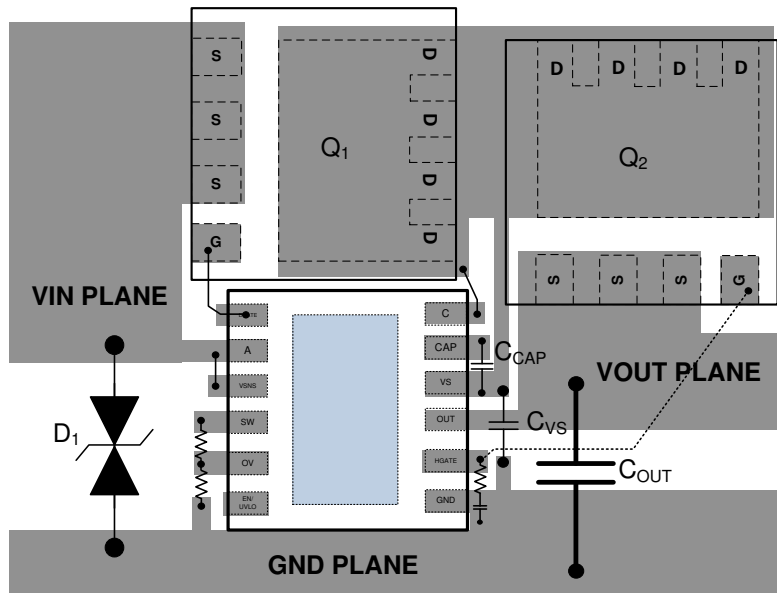 S
S
S
G
Q1
D
D
D
D
D
D
D
D
Q2
S
S
S
G
VIN PLANE
C
A
CAP
CCAP
VSNS
VS
VOUT PLANE
SW
OUT
CVS
D1
OV
HGATE
COUT
EN/
UVLO
GND
GND PLANE